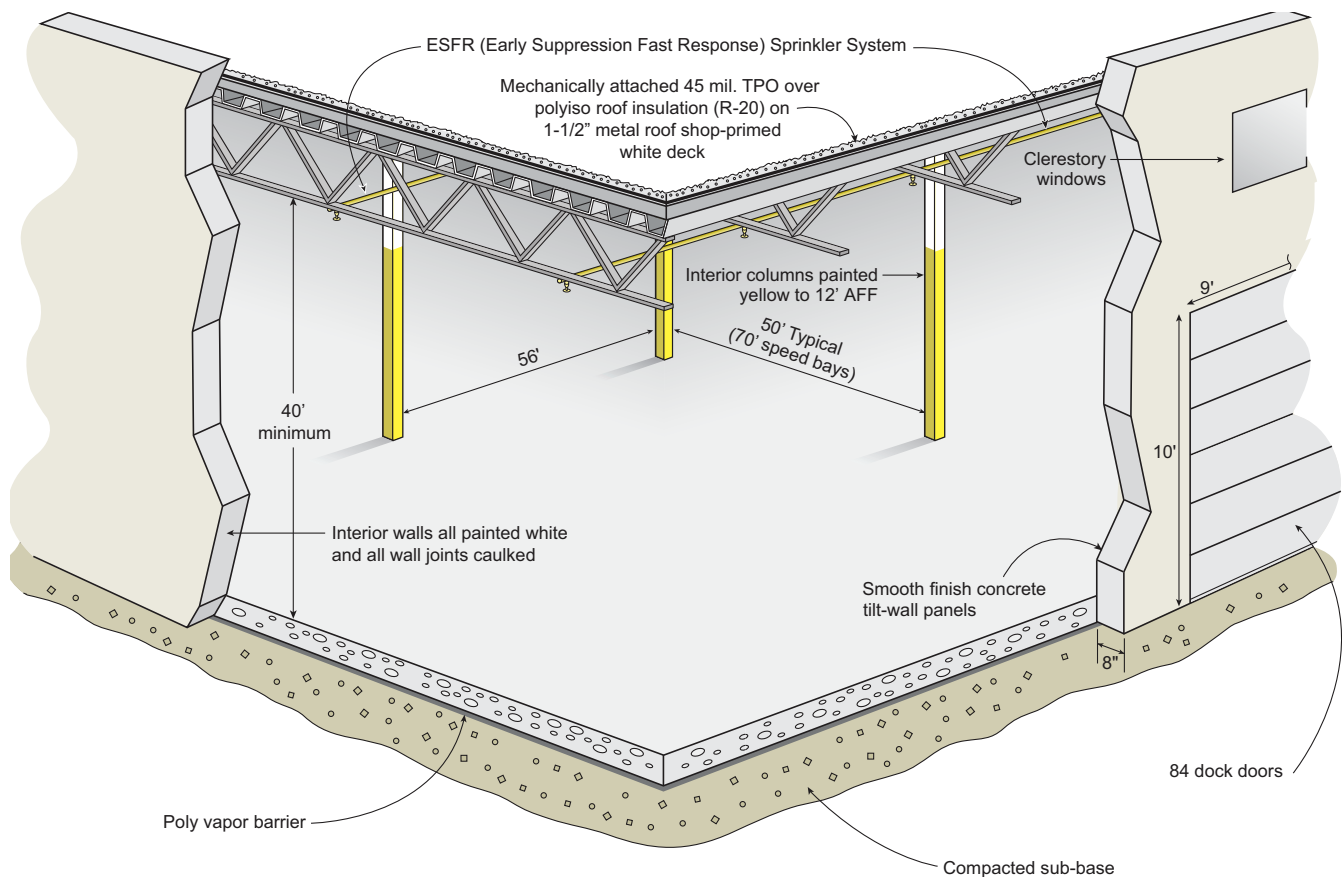 ESFR (Early Suppression Fast Response) Sprinkler System
Mechanically attached 45 mil. TPO over
polyiso roof insulation (R-20) on
1-1/2” metal roof shop-primed
white deck
Clerestory
windows
Interior columns painted
yellow to 12’ AFF
9'
56'
50’ Typical
(70’ speed bays)
40’
minimum
10'
Interior walls all painted white
and all wall joints caulked
Smooth finish concrete
tilt-wall panels
8"
84 dock doors
Poly vapor barrier
Compacted sub-base